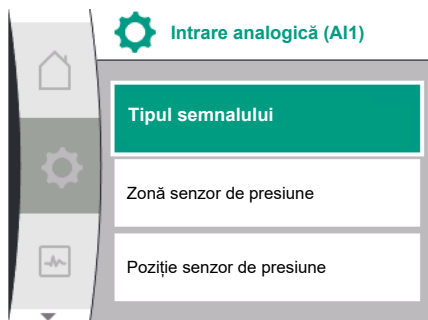 Intrare analogică (AI1)
Tipul semnalului
Zonă senzor de presiune
Poziție senzor de presiune